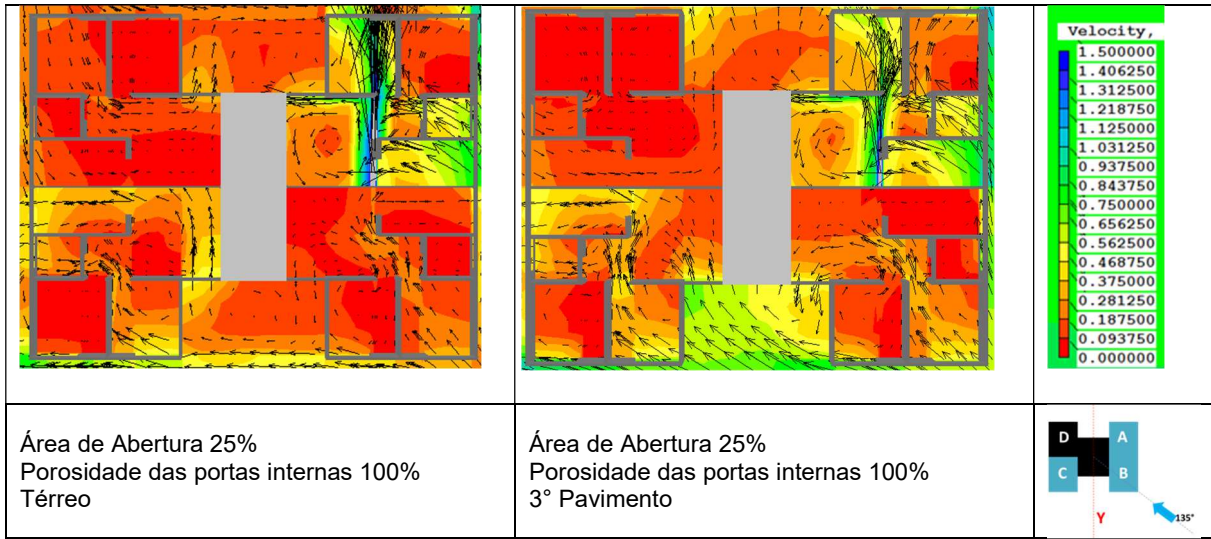 Velocity,
1.500000
1.406250
1.312500
1.218750
1.125000
1.031250
0.937500
0.843750
0.750000
0.656250
0.562500
0.468750
0.375000
0.281250
0.187500
0.093750
0.000000
Área de Abertura 25%
Porosidade das portas internas 100%
Térreo
Área de Abertura 25%
Porosidade das portas internas 100%
3° Pavimento
D A
C B
Y 135°